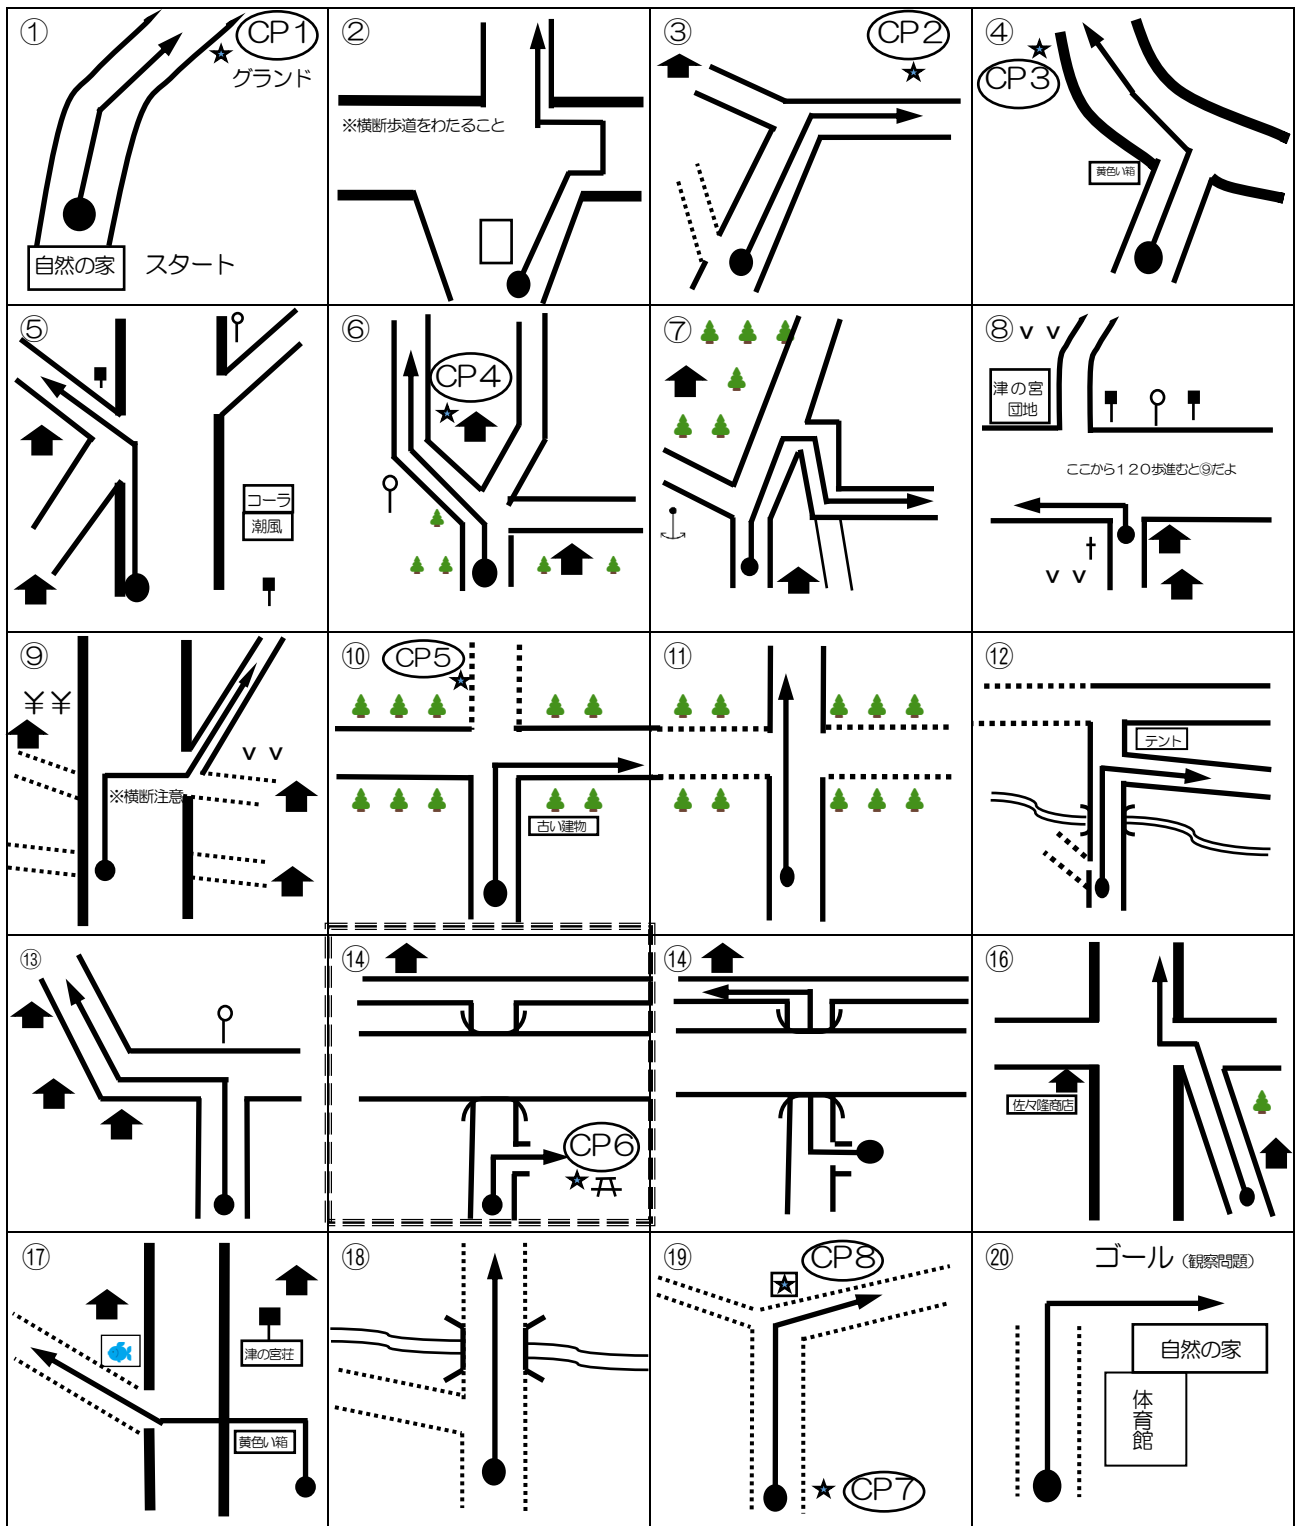 ①
CP1
グランド
自然の家
スタート
②
※横断歩道をわたること
③
CP2
④
CP3
黄色い箱
⑤
コーラ
潮風
⑥
CP4
⑦
⑧
∨ ∨
津の宮
団地
ここから120歩進むと⑨だよ
∨ ∨
⑨
¥¥
∨ ∨
※横断注意
⑩
CP5
古い建物
⑪
⑫
テント
⑬
⑭
CP6
⑭
⑯
佐々隆商店
⑰
津の宮荘
黄色い箱
⑱
⑲
CP8
CP7
⑳
ゴール(観察問題)
自然の家
体育館